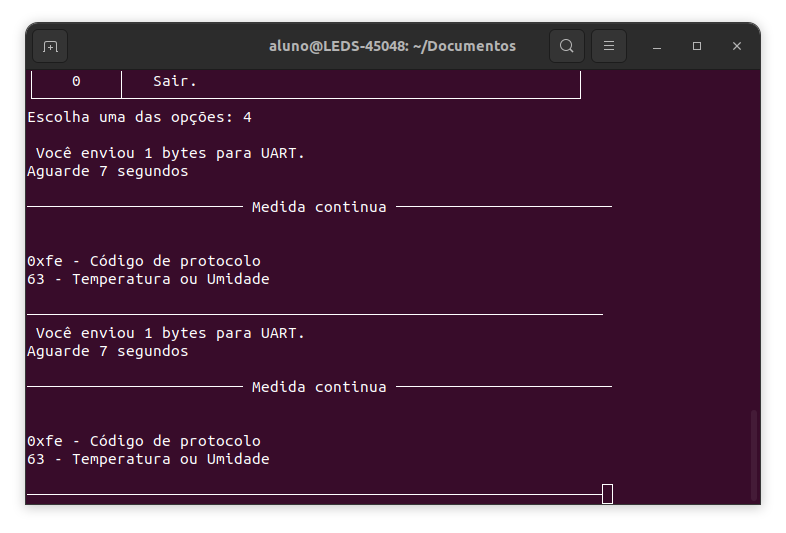 aluno@LEDS-45048: ~/Documentos
0 Sair.
Escolha uma das opções: 4
Você enviou 1 bytes para UART.
Aguarde 7 segundos
Medida continua
0xfe - Código de protocolo
63 - Temperatura ou Umidade
Você enviou 1 bytes para UART.
Aguarde 7 segundos
Medida continua
0xfe - Código de protocolo
63 - Temperatura ou Umidade